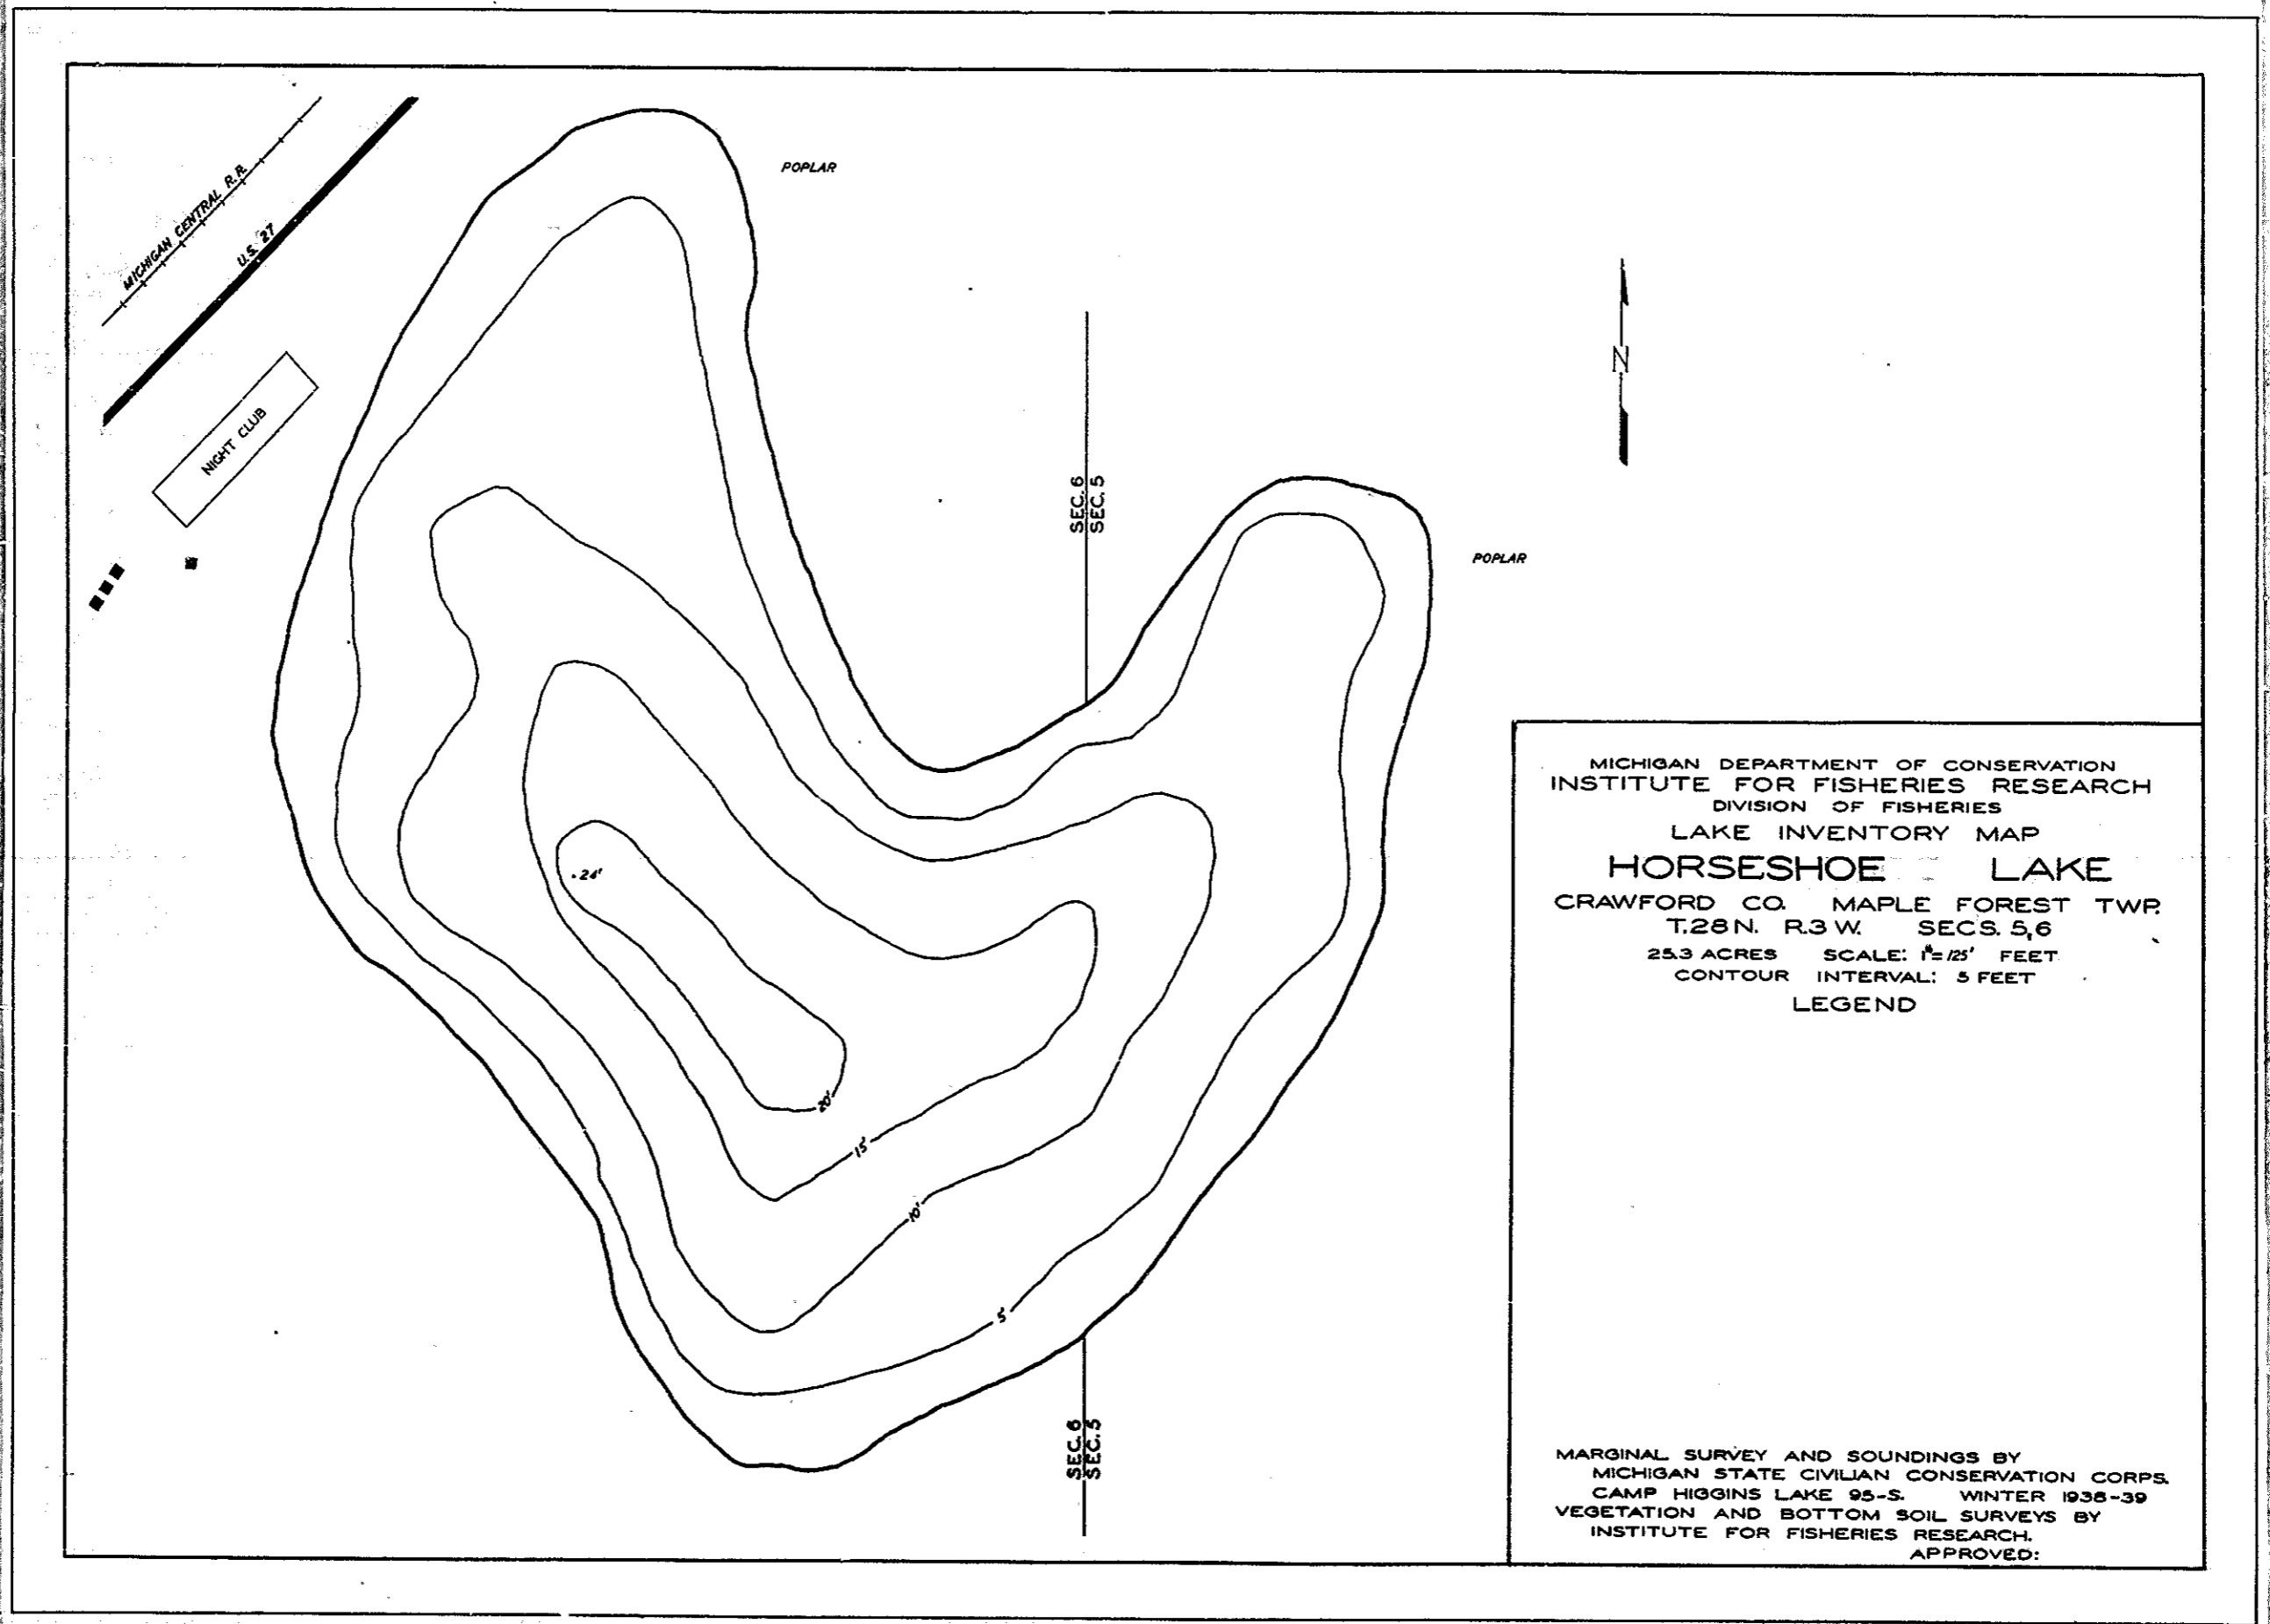 MICHIGAN CENTRAL R.R.
U.S. 27
NIGHT CLUB
POPLAR
SEC. 6
SEC. 5
N
POPLAR
24'
20'
15'
10'
5'
SEC. 6
SEC. 5
MICHIGAN DEPARTMENT OF CONSERVATION
INSTITUTE FOR FISHERIES RESEARCH
DIVISION OF FISHERIES
LAKE INVENTORY MAP
HORSESHOE LAKE
CRAWFORD CO. MAPLE FOREST TWP.
T.28 N. R.3 W. SECS. 5,6
25.3 ACRES SCALE: 1"=125' FEET
CONTOUR INTERVAL: 5 FEET
LEGEND
MARGINAL SURVEY AND SOUNDINGS BY
MICHIGAN STATE CIVILIAN CONSERVATION CORPS.
CAMP HIGGINS LAKE 95-S. WINTER 1938-39
VEGETATION AND BOTTOM SOIL SURVEYS BY
INSTITUTE FOR FISHERIES RESEARCH.
APPROVED: